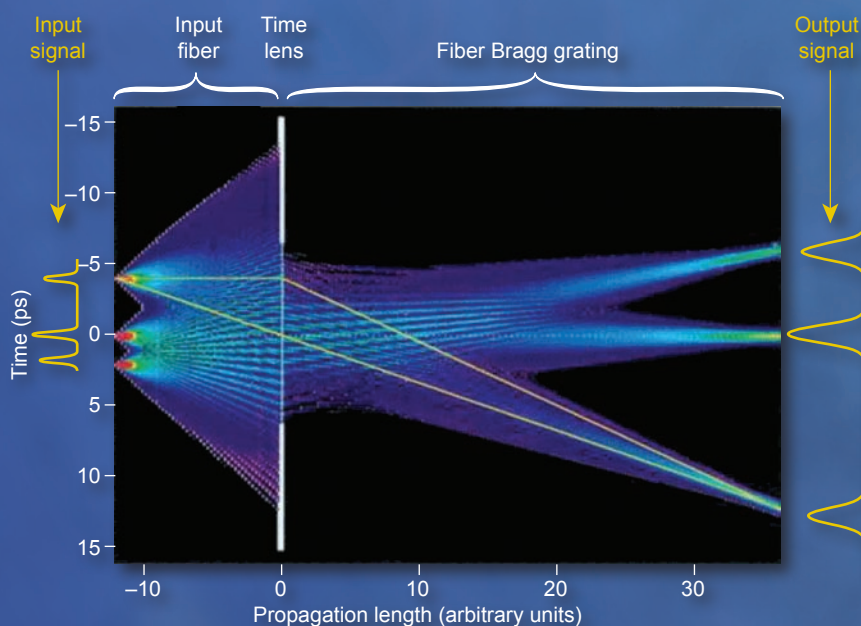 Input
signal
Input
fiber
Time
lens
Fiber Bragg grating
Output
signal
Time (ps)
–15
–10
–5
0
5
10
15
–10
0
10
20
30
Propagation length (arbitrary units)